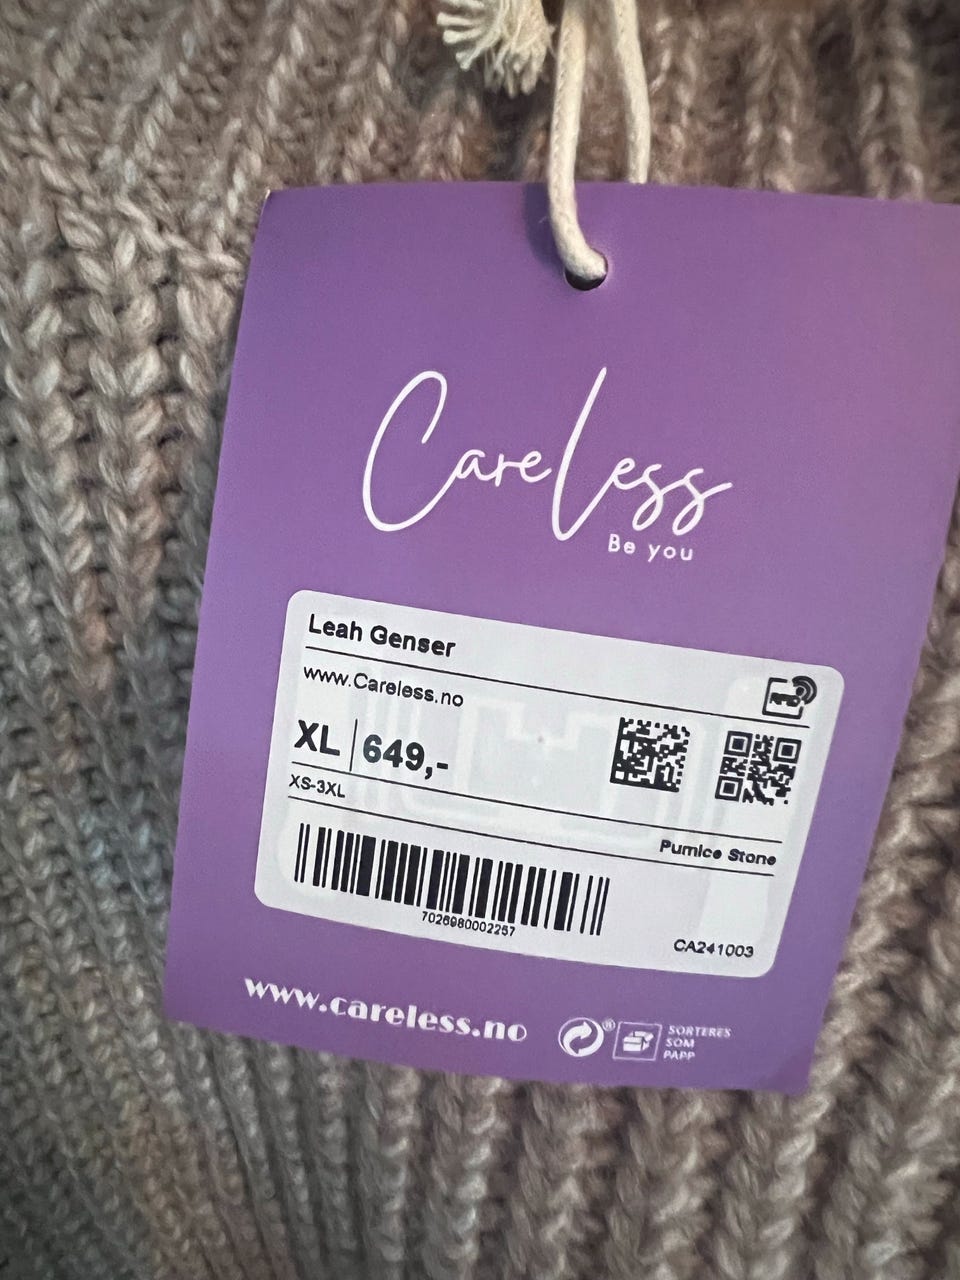 CareLess
Be you
Leah Genser
www.Careless.no
RFID
XL 649,-
XS-3XL
Pumice Stone
7026980002257
CA241003
www.careless.no
®
SORTERES
SOM
PAPP